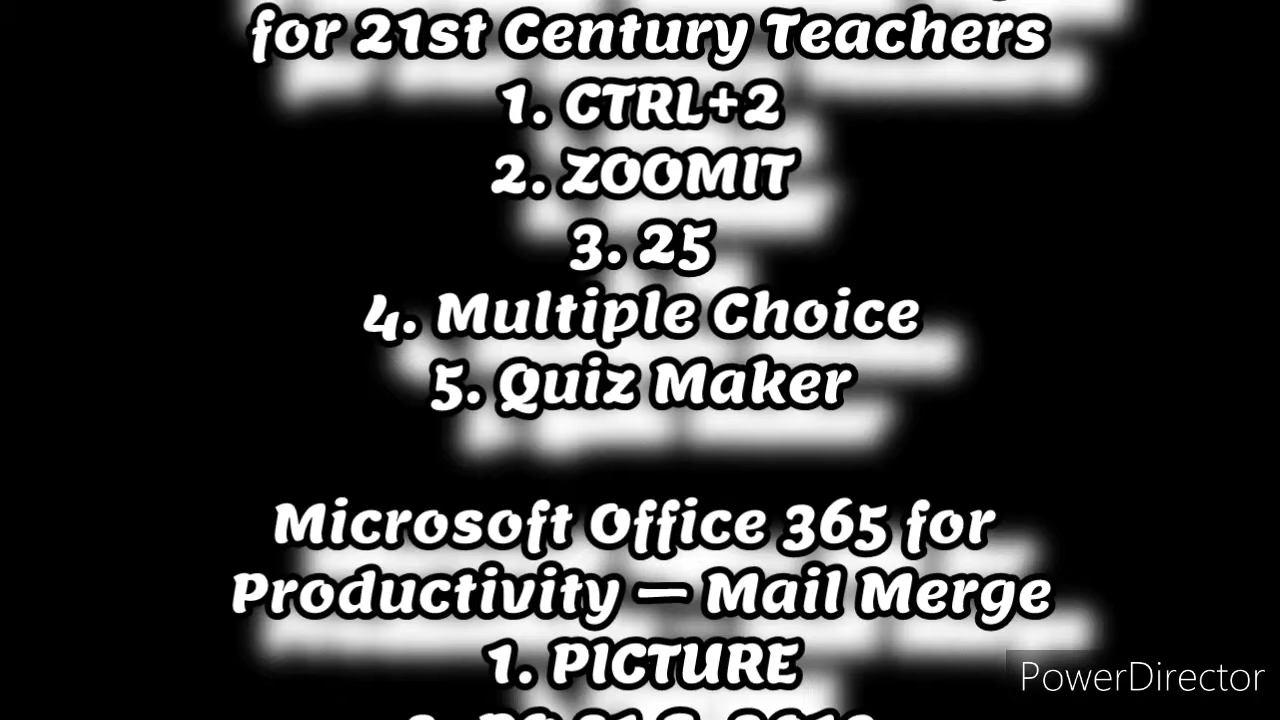 for 21st Century Teachers
1. CTRL+2
2. ZOOMIT
3. 25
4. Multiple Choice
5. Quiz Maker
Microsoft Office 365 for
Productivity — Mail Merge
1. PICTURE
PowerDirector